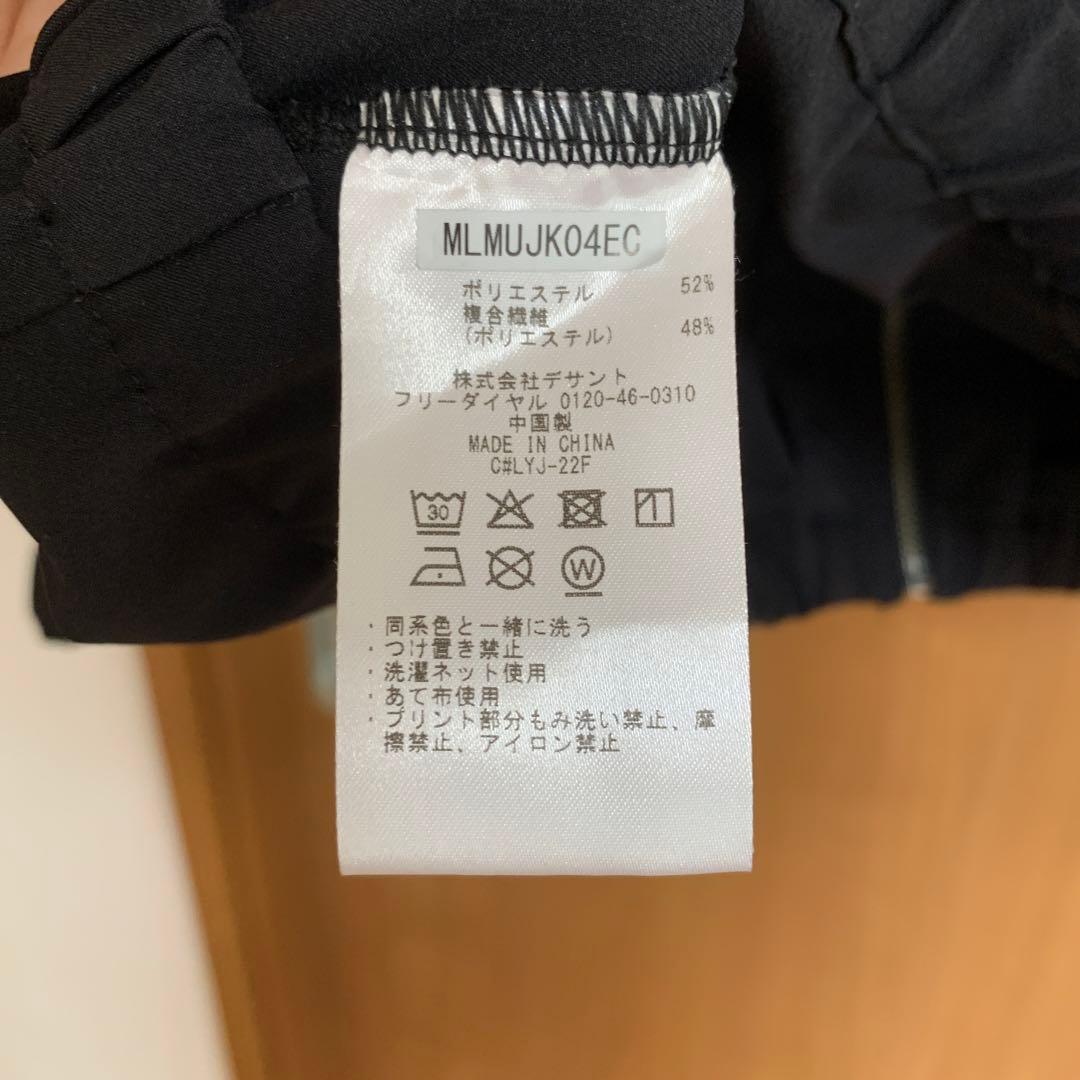 MLMUJK04EC
ポリエステル 52%
複合繊維
(ポリエステル) 48%
株式会社デサント
フリーダイヤル 0120-46-0310
中国製
MADE IN CHINA
C#LYJ-22F
30
W
・同系色と一緒に洗う
・つけ置き禁止
・洗濯ネット使用
・あて布使用
・プリント部分もみ洗い禁止、摩
擦禁止、アイロン禁止